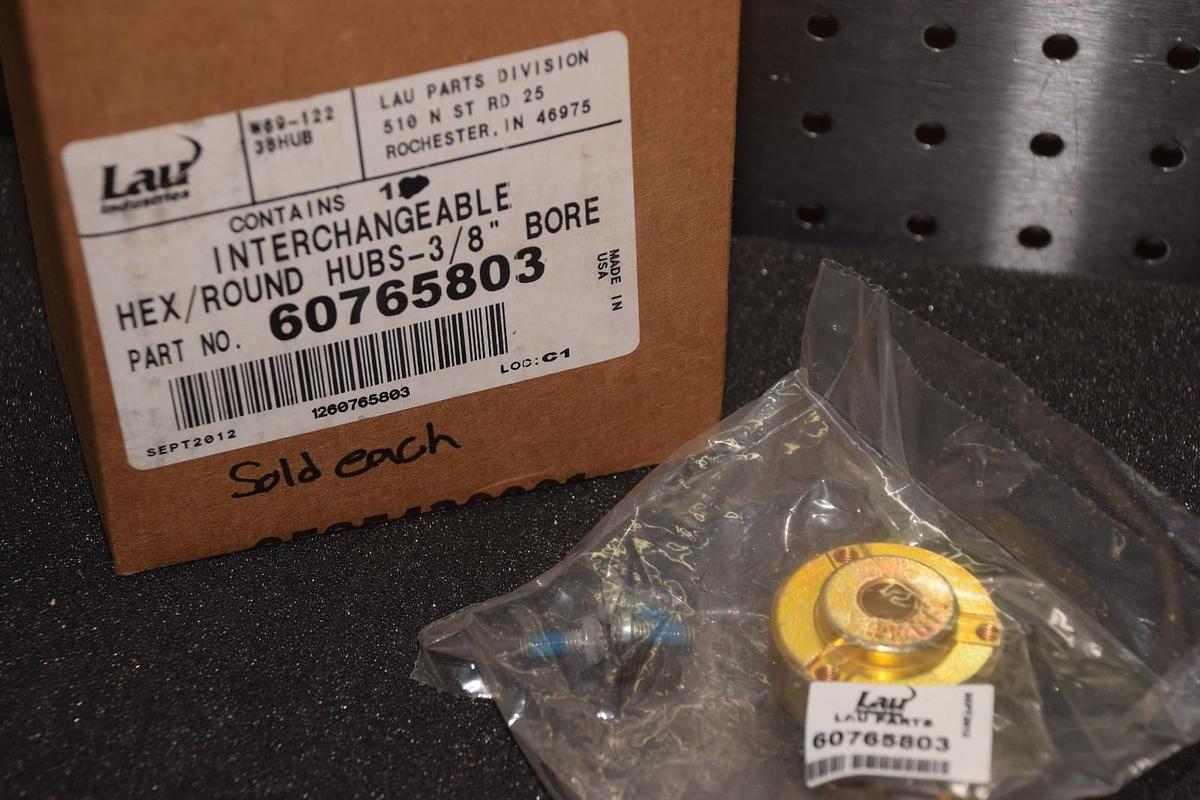 Lau
Industries
W69-122
38HUB
LAU PARTS DIVISION
510 N ST RD 25
ROCHESTER, IN 46975
CONTAINS 1
INTERCHANGEABLE
HEX/ROUND HUBS-3/8" BORE
PART NO. 60765803
MADE IN
USA
1260765803
LOC:C1
SEPT2012
Sold each
Lau
LAU PARTS
60765803